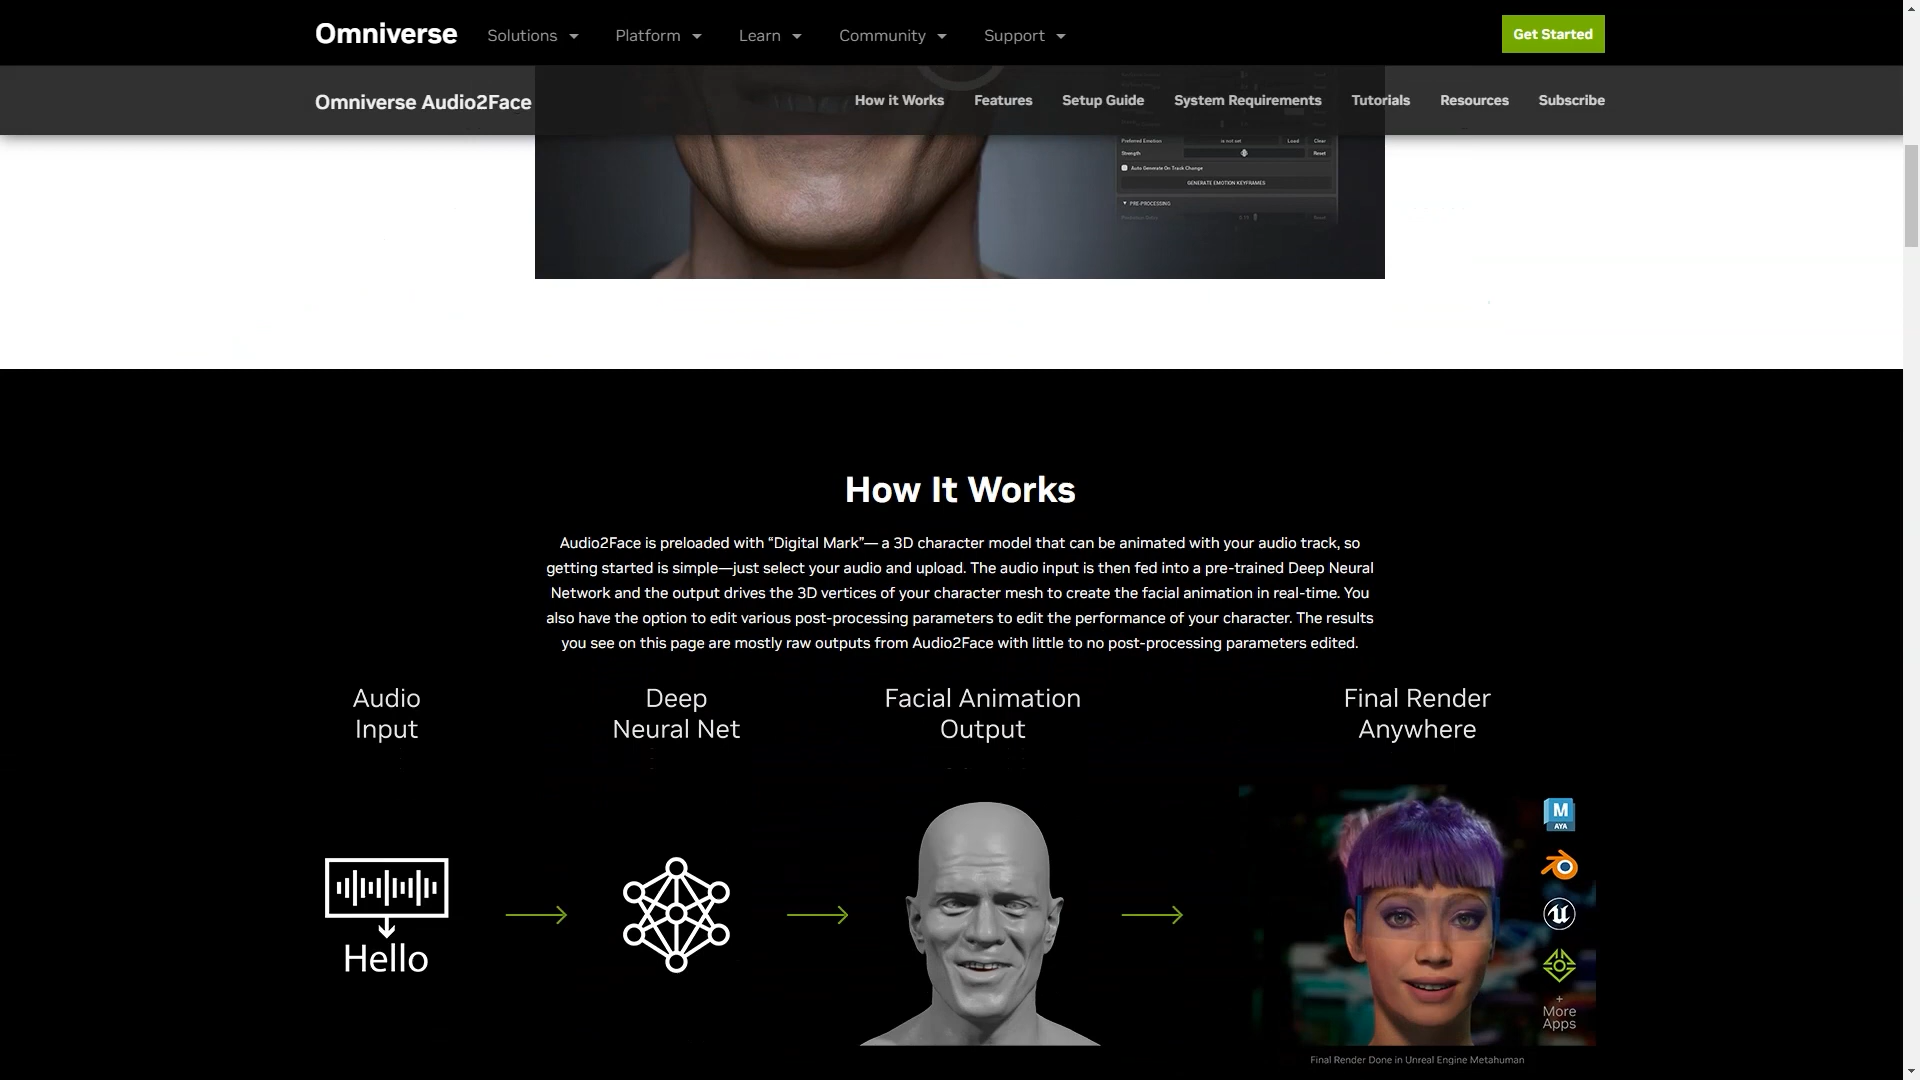 Omniverse
Solutions
Platform
Learn
Community
Support
Get Started
Omniverse Audio2Face
How it Works
Features
Setup Guide
System Requirements
Tutorials
Resources
Subscribe
Preferred Emotion is not set Load Clear
Strength Reset
Auto Generate On Track Change
GENERATE EMOTION KEYFRAMES
PRE-PROCESSING
How It Works
Audio2Face is preloaded with “Digital Mark”— a 3D character model that can be animated with your audio track, so
getting started is simple—just select your audio and upload. The audio input is then fed into a pre-trained Deep Neural
Network and the output drives the 3D vertices of your character mesh to create the facial animation in real-time. You
also have the option to edit various post-processing parameters to edit the performance of your character. The results
you see on this page are mostly raw outputs from Audio2Face with little to no post-processing parameters edited.
Audio
Input
Deep
Neural Net
Facial Animation
Output
Final Render
Anywhere
Hello
M
AYA
+
More
Apps
Final Render Done in Unreal Engine Metahuman